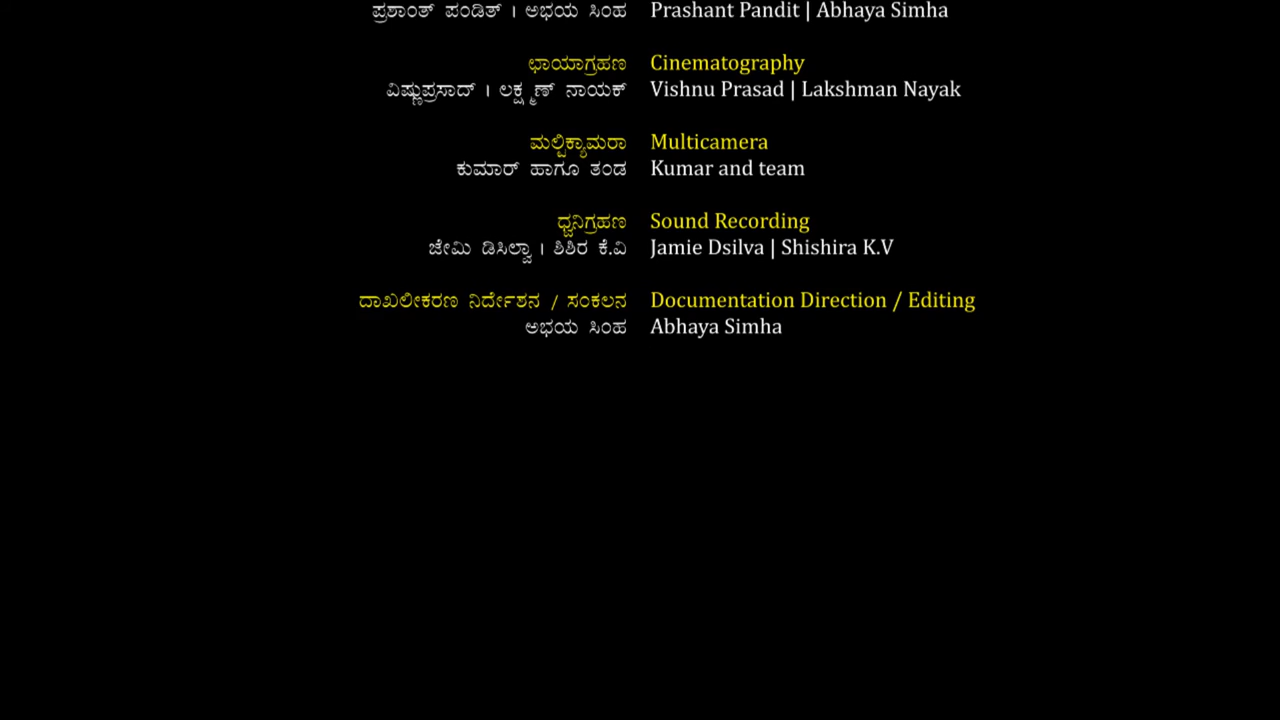 ಪ್ರಶಾಂತ್ ಪಂಡಿತ್ । ಅಭಯ ಸಿಂಹ Prashant Pandit | Abhaya Simha
ಛಾಯಾಗ್ರಹಣ Cinematography
ವಿಷ್ಣುಪ್ರಸಾದ್ । ಲಕ್ಷ್ಮಣ್ ನಾಯಕ್ Vishnu Prasad | Lakshman Nayak
ಮಲ್ಟಿಕ್ಯಾಮರಾ Multicamera
ಕುಮಾರ್ ಹಾಗೂ ತಂಡ Kumar and team
ಧ್ವನಿಗ್ರಹಣ Sound Recording
ಜೇಮಿ ಡಿಸಿಲ್ವಾ । ಶಿಶಿರ ಕೆ.ವಿ Jamie Dsilva | Shishira K.V
ದಾಖಲೀಕರಣ ನಿರ್ದೇಶನ / ಸಂಕಲನ Documentation Direction / Editing
ಅಭಯ ಸಿಂಹ Abhaya Simha